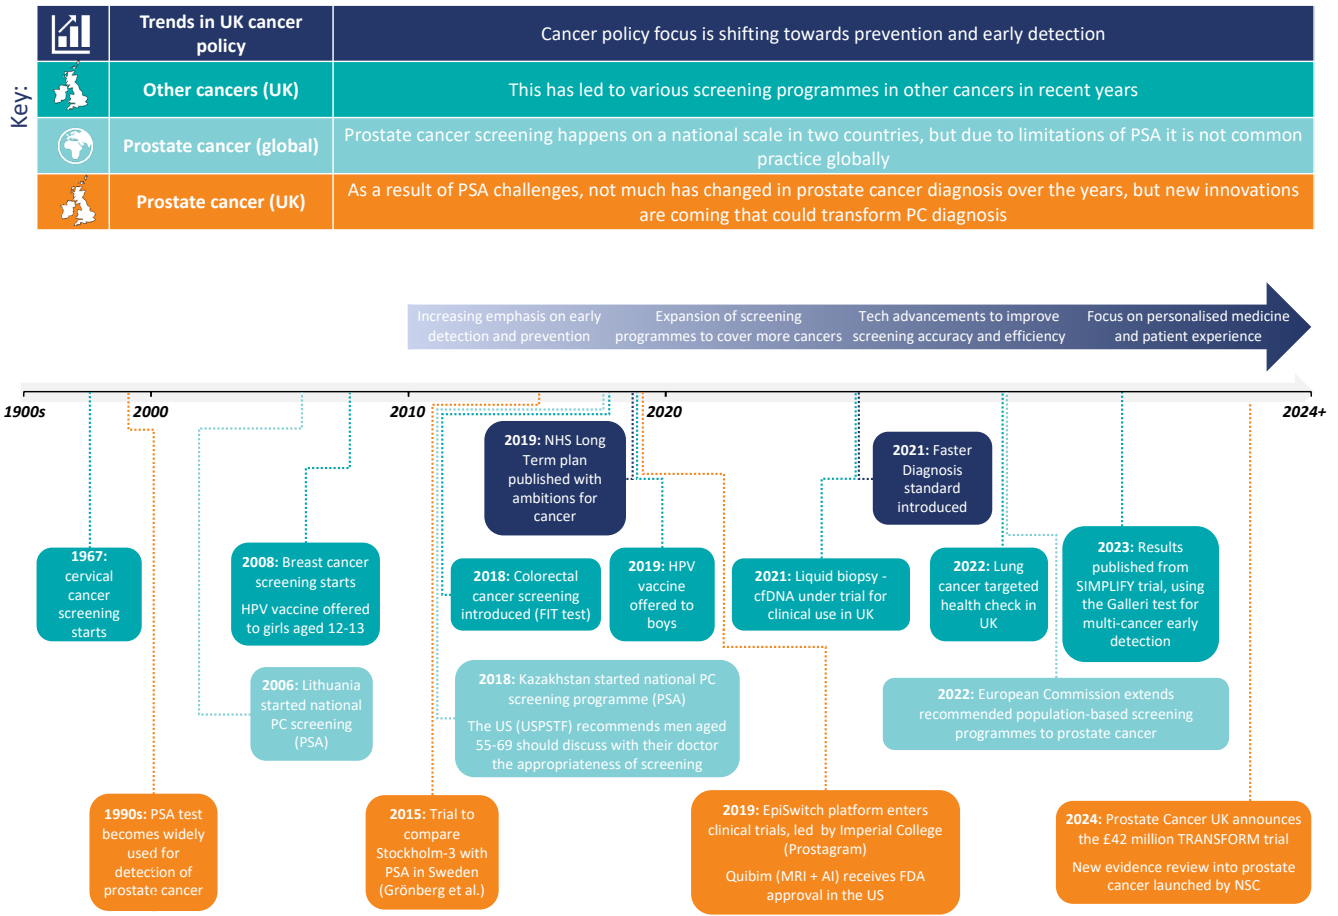 Key:
Trends in UK cancer
policy
Cancer policy focus is shifting towards prevention and early detection
Other cancers (UK)
This has led to various screening programmes in other cancers in recent years
Prostate cancer (global)
Prostate cancer screening happens on a national scale in two countries, but due to limitations of PSA it is not common
practice globally
Prostate cancer (UK)
As a result of PSA challenges, not much has changed in prostate cancer diagnosis over the years, but new innovations
are coming that could transform PC diagnosis
Increasing emphasis on early
detection and prevention
Expansion of screening
programmes to cover more cancers
Tech advancements to improve
screening accuracy and efficiency
Focus on personalised medicine
and patient experience
1900s
2000
2010
2020
2024+
2019: NHS Long
Term plan
published with
ambitions for
cancer
2021: Faster
Diagnosis
standard
introduced
1967:
cervical
cancer
screening
starts
2008: Breast cancer
screening starts
HPV vaccine offered
to girls aged 12-13
2018: Colorectal
cancer screening
introduced (FIT test)
2019: HPV
vaccine
offered to
boys
2021: Liquid biopsy -
cfDNA under trial for
clinical use in UK
2022: Lung
cancer targeted
health check in
UK
2023: Results
published from
SIMPLIFY trial, using
the Galleri test for
multi-cancer early
detection
2006: Lithuania
started national
PC screening
(PSA)
2018: Kazakhstan started national PC
screening programme (PSA)
The US (USPSTF) recommends men aged
55-69 should discuss with their doctor
the appropriateness of screening
2022: European Commission extends
recommended population-based screening
programmes to prostate cancer
1990s: PSA test
becomes widely
used for
detection of
prostate cancer
2015: Trial to
compare
Stockholm-3 with
PSA in Sweden
(Grönberg et al.)
2019: EpiSwitch platform enters
clinical trials, led by Imperial College
(Prostagram)
Quibim (MRI + AI) receives FDA
approval in the US
2024: Prostate Cancer UK announces
the £42 million TRANSFORM trial
New evidence review into prostate
cancer launched by NSC